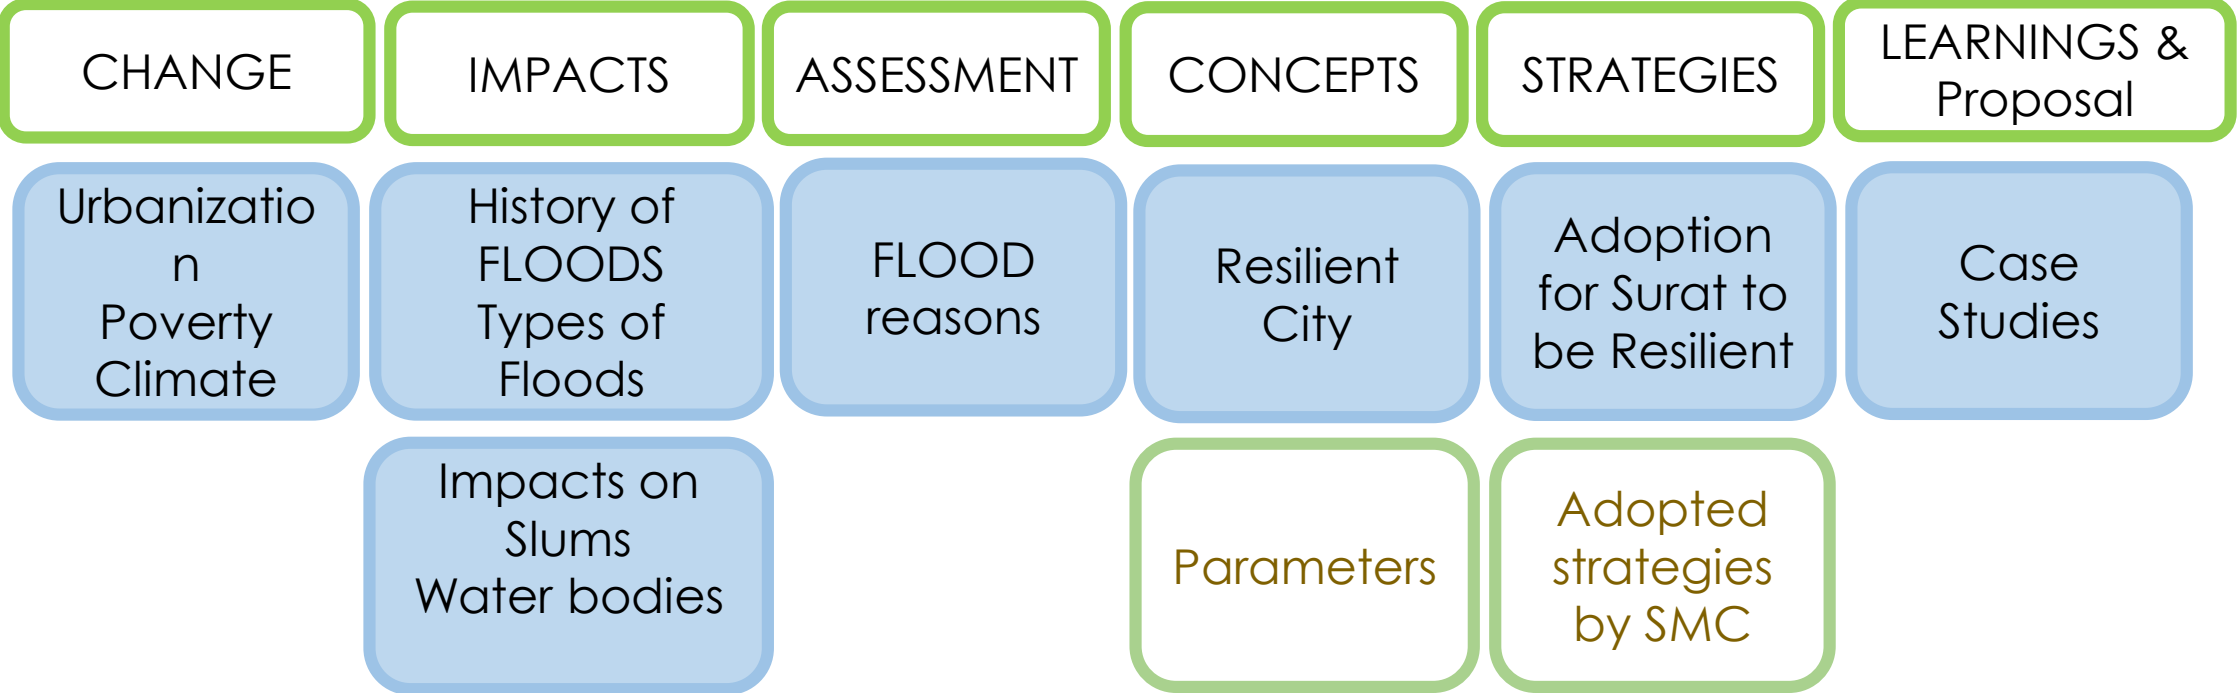 CHANGE
IMPACTS
ASSESSMENT
CONCEPTS
STRATEGIES
LEARNINGS &
Proposal
Urbanizatio
n
Poverty
Climate
History of
FLOODS
Types of
Floods
FLOOD
reasons
Resilient
City
Adoption
for Surat to
be Resilient
Case
Studies
Impacts on
Slums
Water bodies
Parameters
Adopted
strategies
by SMC